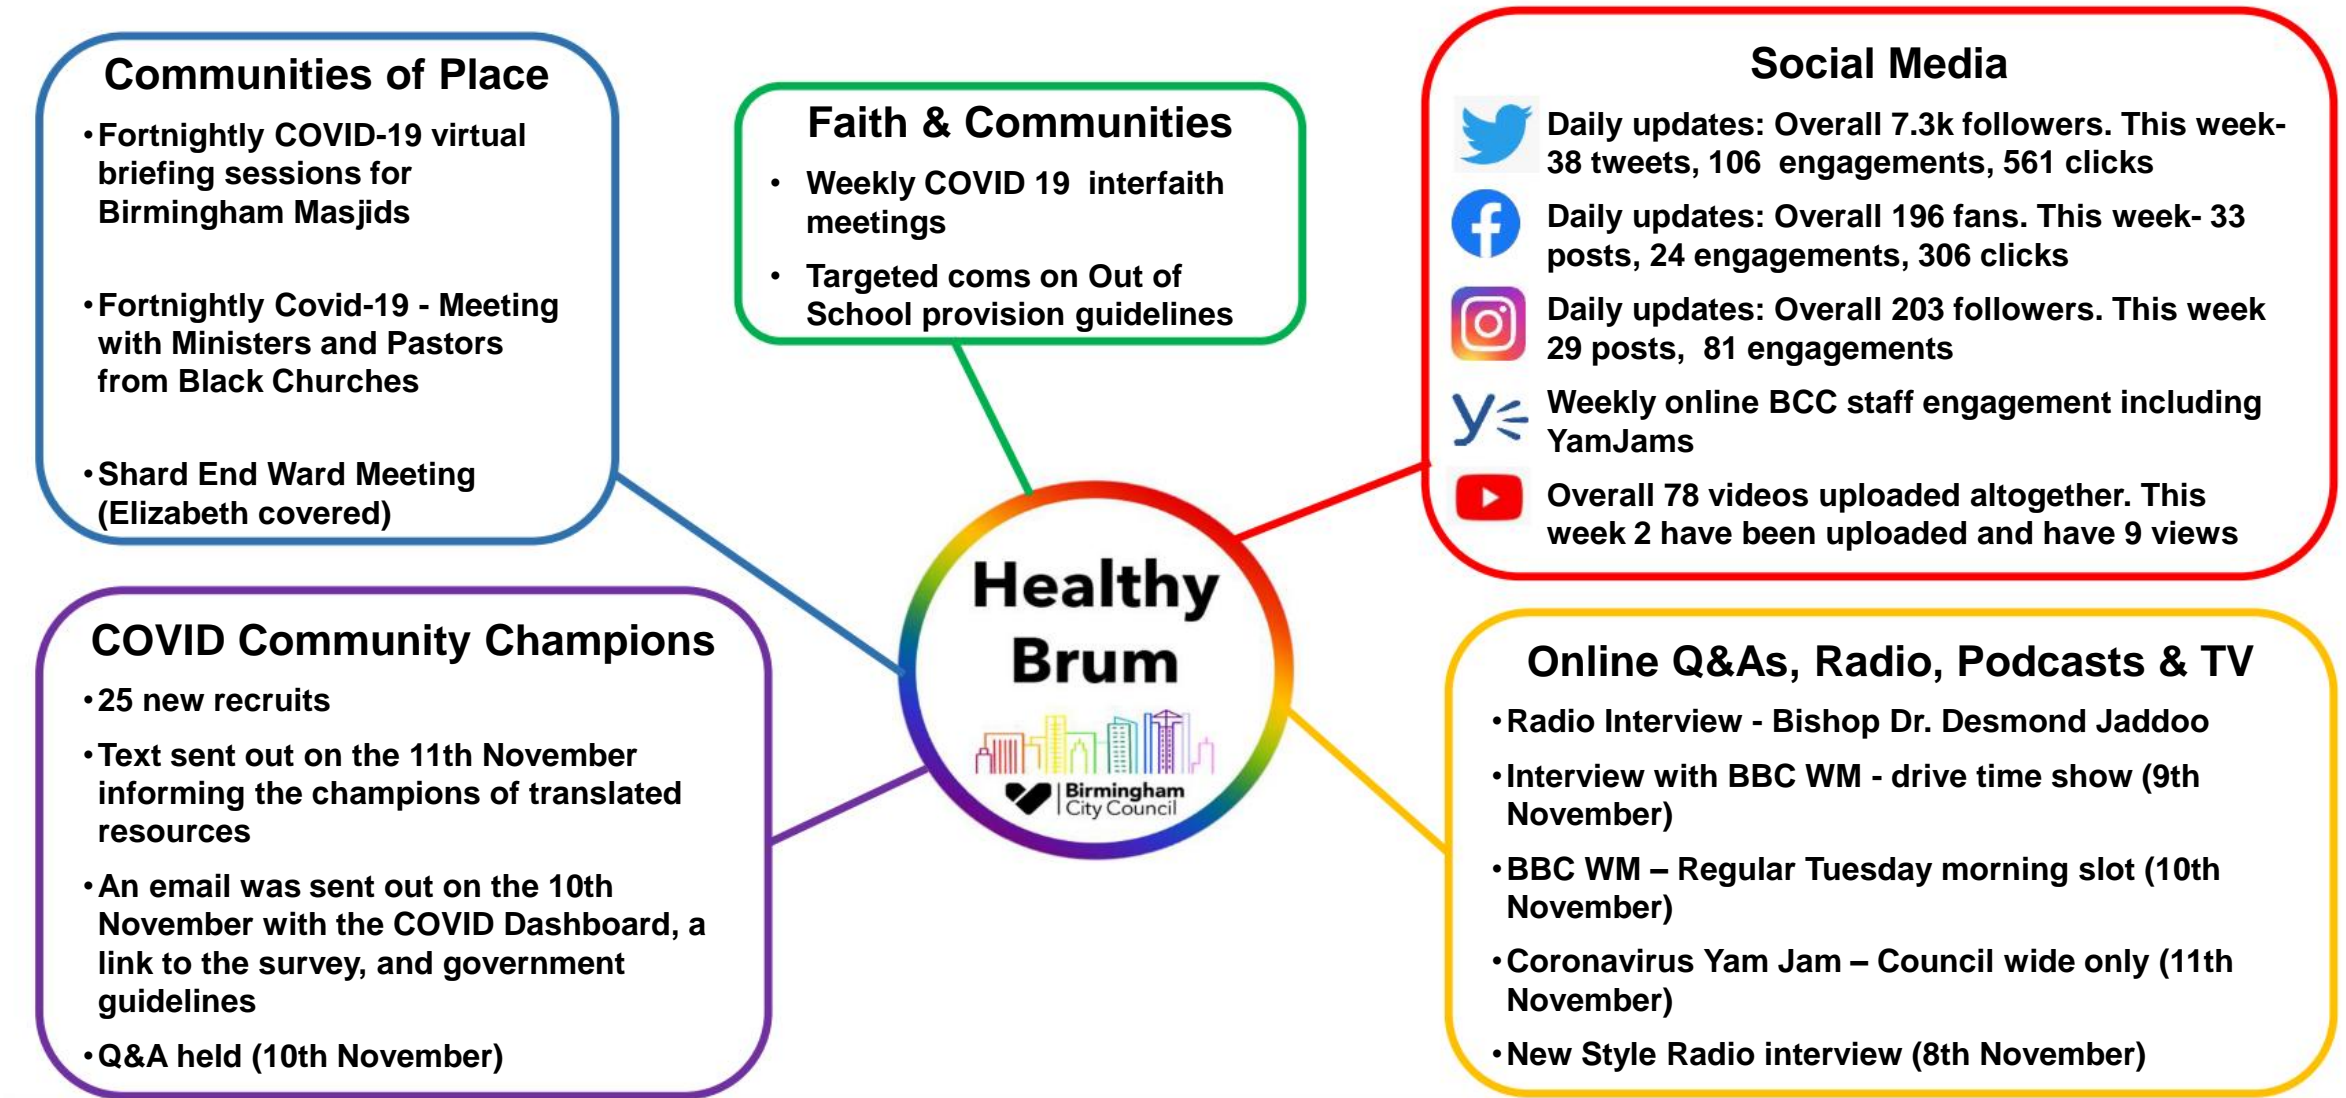 Communities of Place
•Fortnightly COVID-19 virtual
briefing sessions for
Birmingham Masjids
•Fortnightly Covid-19 - Meeting
with Ministers and Pastors
from Black Churches
•Shard End Ward Meeting
(Elizabeth covered)
Faith & Communities
• Weekly COVID 19 interfaith
meetings
• Targeted coms on Out of
School provision guidelines
Social Media
Daily updates: Overall 7.3k followers. This week-
38 tweets, 106 engagements, 561 clicks
Daily updates: Overall 196 fans. This week- 33
posts, 24 engagements, 306 clicks
Daily updates: Overall 203 followers. This week
29 posts, 81 engagements
Weekly online BCC staff engagement including
YamJams
Overall 78 videos uploaded altogether. This
week 2 have been uploaded and have 9 views
Healthy
Brum
Birmingham
City Council
COVID Community Champions
•25 new recruits
•Text sent out on the 11th November
informing the champions of translated
resources
•An email was sent out on the 10th
November with the COVID Dashboard, a
link to the survey, and government
guidelines
•Q&A held (10th November)
Online Q&As, Radio, Podcasts & TV
•Radio Interview - Bishop Dr. Desmond Jaddoo
•Interview with BBC WM - drive time show (9th
November)
•BBC WM – Regular Tuesday morning slot (10th
November)
•Coronavirus Yam Jam – Council wide only (11th
November)
•New Style Radio interview (8th November)